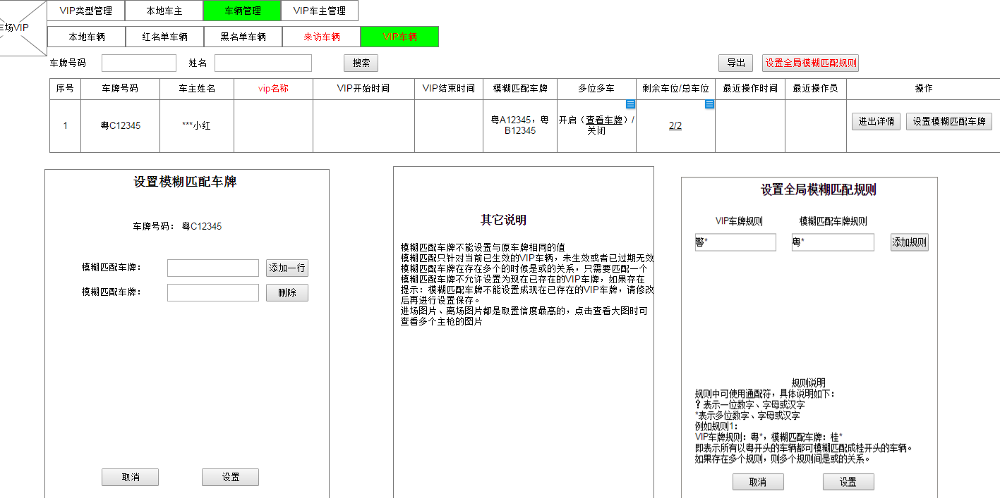 VIP类型管理 本地车主 车辆管理 VIP车主管理
车场VIP
本地车辆 红名单车辆 黑名单车辆 来访车辆 VIP车辆
车牌号码 姓名 搜索 导出 设置全局模糊匹配规则
序号 车牌号码 车主姓名 vip名称 VIP开始时间 VIP结束时间 模糊匹配车牌 多位多车 剩余车位/总车位 最近操作时间 最近操作员 操作
1 粤C12345 ***小红 粤A12345，粤 开启（查看车牌）/ 2/2 进出详情 设置模糊匹配车牌
B12345 关闭
设置模糊匹配车牌
车牌号码： 粤C12345
模糊匹配车牌： 添加一行
模糊匹配车牌： 删除
取消 设置
其它说明
模糊匹配车牌不能设置与原车牌相同的值
模糊匹配只针对当前已生效的VIP车辆，未生效或者已过期无效
模糊匹配车牌在存在多个的时候是或的关系，只需要匹配一个
模糊匹配车牌不允许设置为现在已存在的VIP车牌，如果存在
提示：模糊匹配车牌不能设置成现在已存在的VIP车牌，请修改
后再进行设置保存。
进场图片、离场图片都是取置信度最高的，点击查看大图时可
查看多个主枪的图片
设置全局模糊匹配规则
VIP车牌规则 模糊匹配车牌规则
警* 粤* 添加规则
规则说明
规则中可使用通配符，具体说明如下：
？表示一位数字、字母或汉字
*表示多位数字、字母或汉字
例如规则1：
VIP车牌规则：粤*，模糊匹配车牌：桂*
即表示所有以粤开头的车辆都可模糊匹配成桂开头的车辆。
如果存在多个规则，则多个规则间是或的关系。
取消 设置